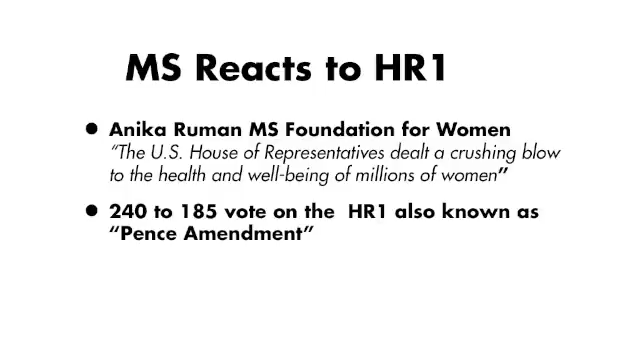 MS Reacts to HR1
● Anika Ruman MS Foundation for Women
“The U.S. House of Representatives dealt a crushing blow
to the health and well-being of millions of women”
● 240 to 185 vote on the  HR1 also known as
“Pence Amendment”